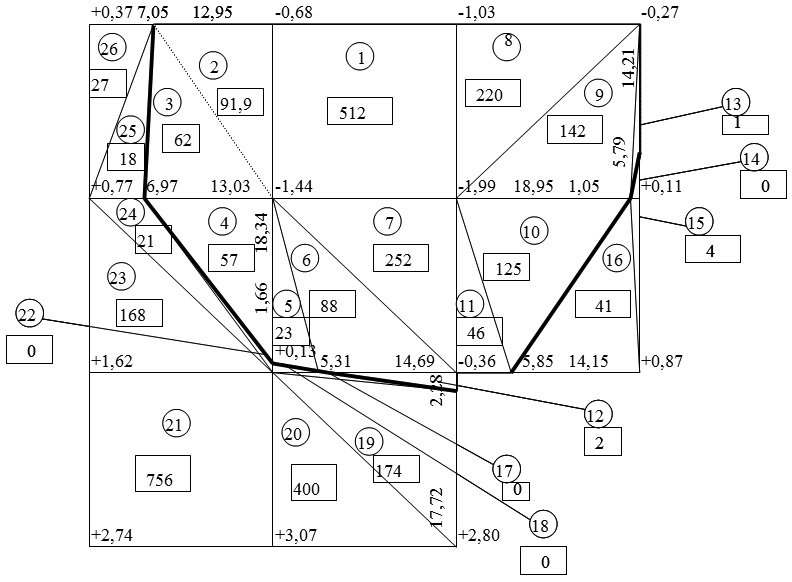 +0,37 7,05 12,95 -0,68 -1,03 -0,27
26 2 1 8
27 3 91,9 512 220 9 14,21 13
25 62 142 1
18 5,79 14
0
+0,77 6,97 13,03 -1,44 -1,99 18,95 1,05 +0,11
24 4 18,34 7 10 15
21 57 6 252 125 16 4
23 1,66
168 5 88 11 41
22 23 46
0 +0,13
+1,62 5,31 14,69 -0,36 5,85 14,15 +0,87
2,28 12
21 20 19 2
756 400 174 17
0
17,72 18
+2,74 +3,07 +2,80
0